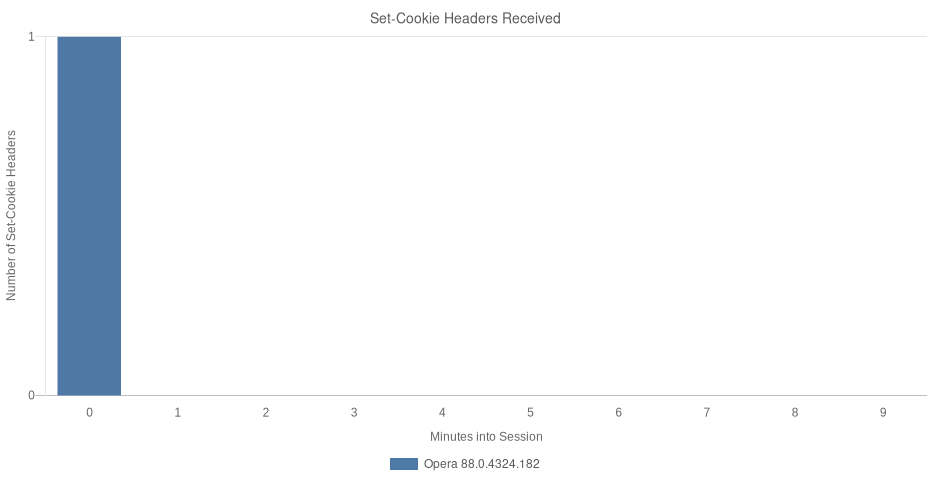 Set-Cookie Headers Received
Number of Set-Cookie Headers
1
0
0 1 2 3 4 5 6 7 8 9
Minutes into Session
Opera 88.0.4324.182